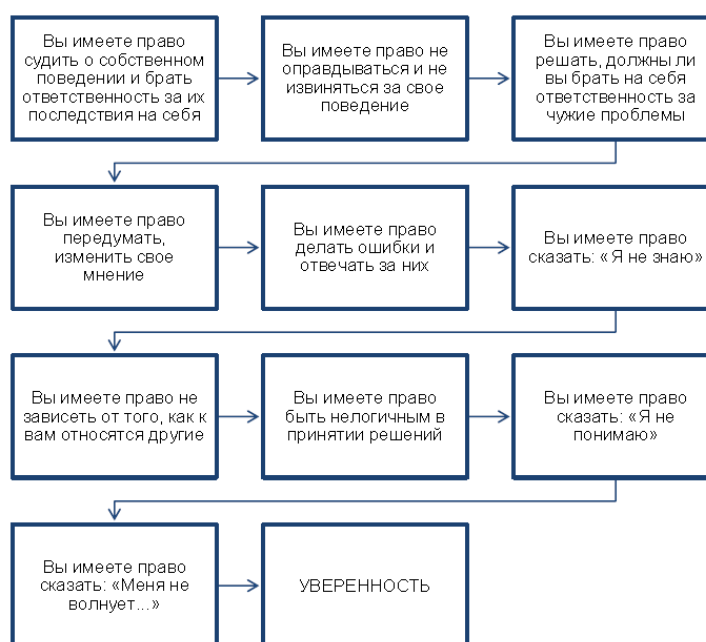 Вы имеете право
судить о собственном
поведении и брать
ответственность за их
последствия на себя
Вы имеете право не
оправдываться и не
извиняться за свое
поведение
Вы имеете право
решать, должны ли
вы брать на себя
ответственность за
чужие проблемы
Вы имеете право
передумать,
изменить свое
мнение
Вы имеете право
делать ошибки и
отвечать за них
Вы имеете право
сказать: «Я не знаю»
Вы имеете право не
зависеть от того, как к
вам относятся другие
Вы имеете право
быть нелогичным в
принятии решений
Вы имеете право
сказать: «Я не
понимаю»
Вы имеете право
сказать: «Меня не
волнует...»
УВЕРЕННОСТЬ